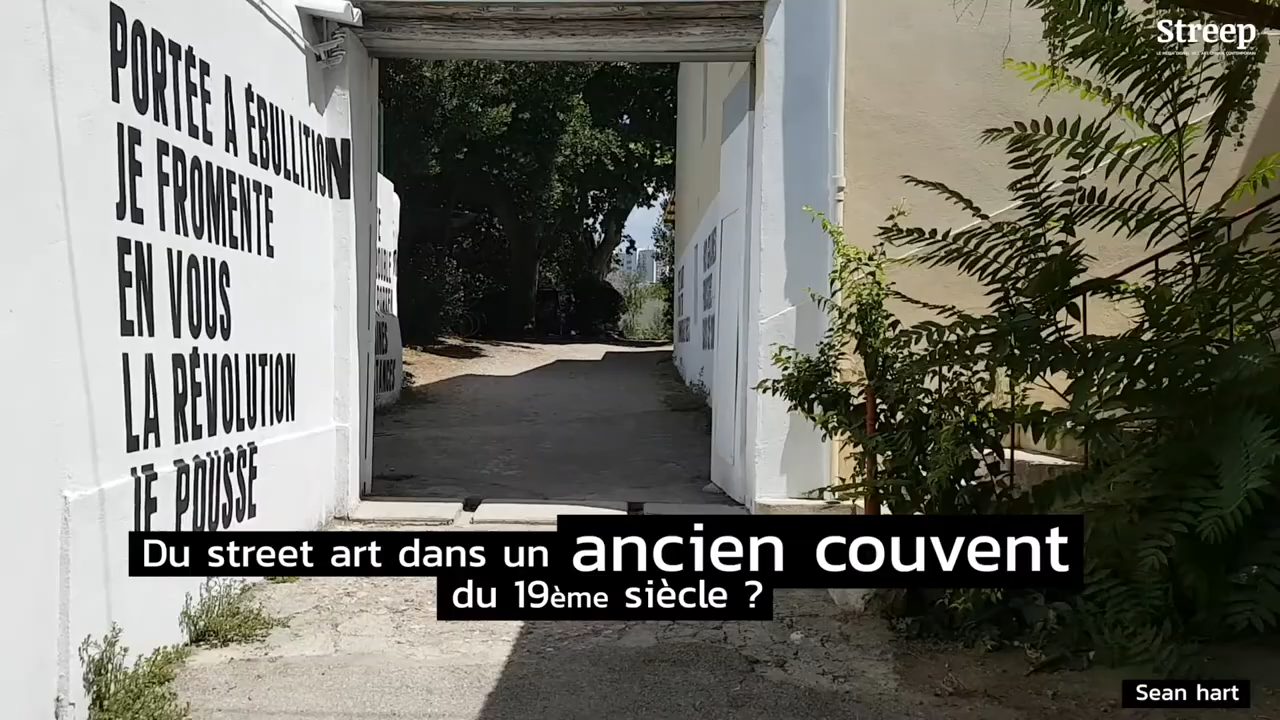 Streep
PORTÉE A ÉBULLITION
JE FROMENTE
EN VOUS
LA RÉVOLUTION
JE POUSSE
Du street art dans un ancien couvent
du 19ème siècle ?
Sean hart